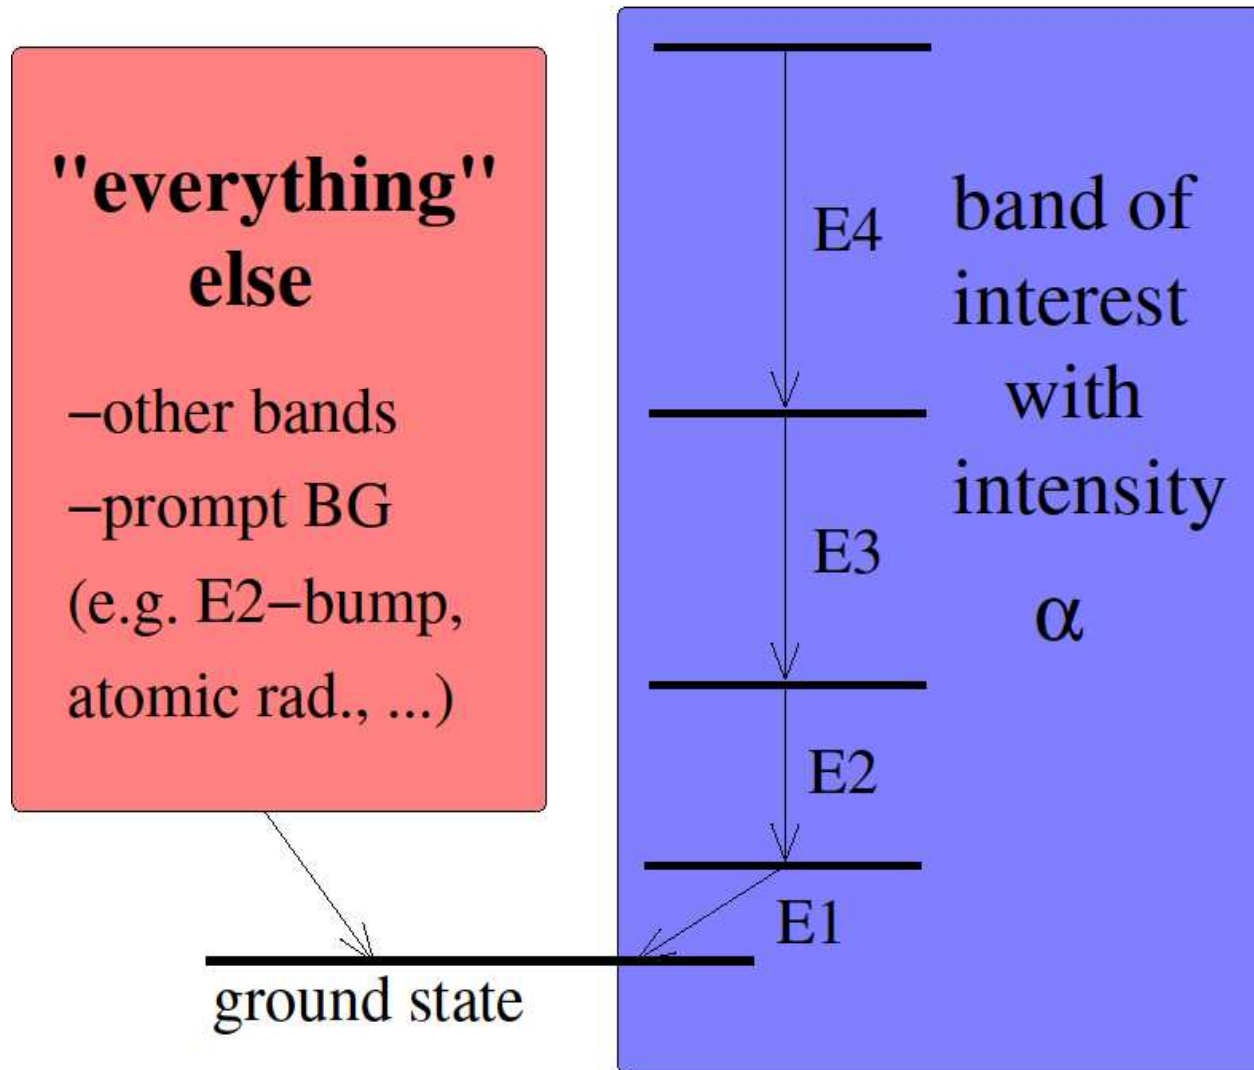 "everything"
else
−other bands
−prompt BG
(e.g. E2−bump,
atomic rad., ...)
E4
band of
interest
with
intensity
α
E3
E2
E1
ground state